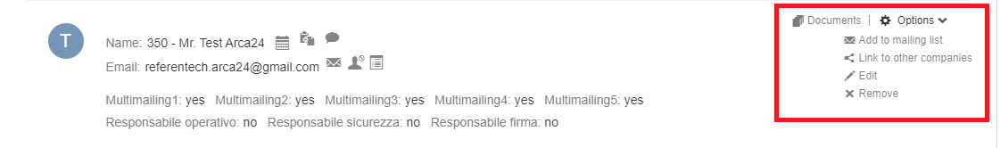 T
Name: 350 - Mr. Test Arca24
Email: referentech.arca24@gmail.com
Multimailing1: yes Multimailing2: yes Multimailing3: yes Multimailing4: yes Multimailing5: yes
Responsabile operativo: no Responsabile sicurezza: no Responsabile firma: no
Documents | Options
Add to mailing list
Link to other companies
Edit
Remove